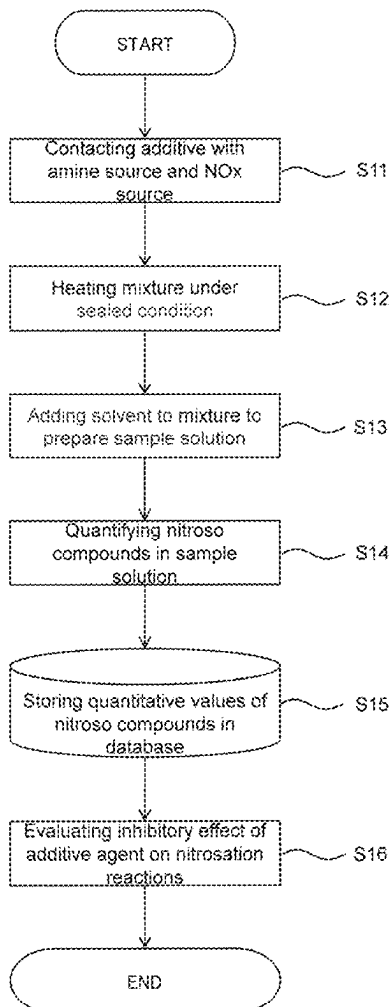 START
Contacting additive with
amine source and NOx
source
S11
Heating mixture under
sealed condition
S12
Adding solvent to mixture to
prepare sample solution
S13
Quantifying nitroso
compounds in sample
solution
S14
Storing quantitative values of
nitroso compounds in
database
S15
Evaluating inhibitory effect of
additive agent on nitrosation
reactions
S16
END